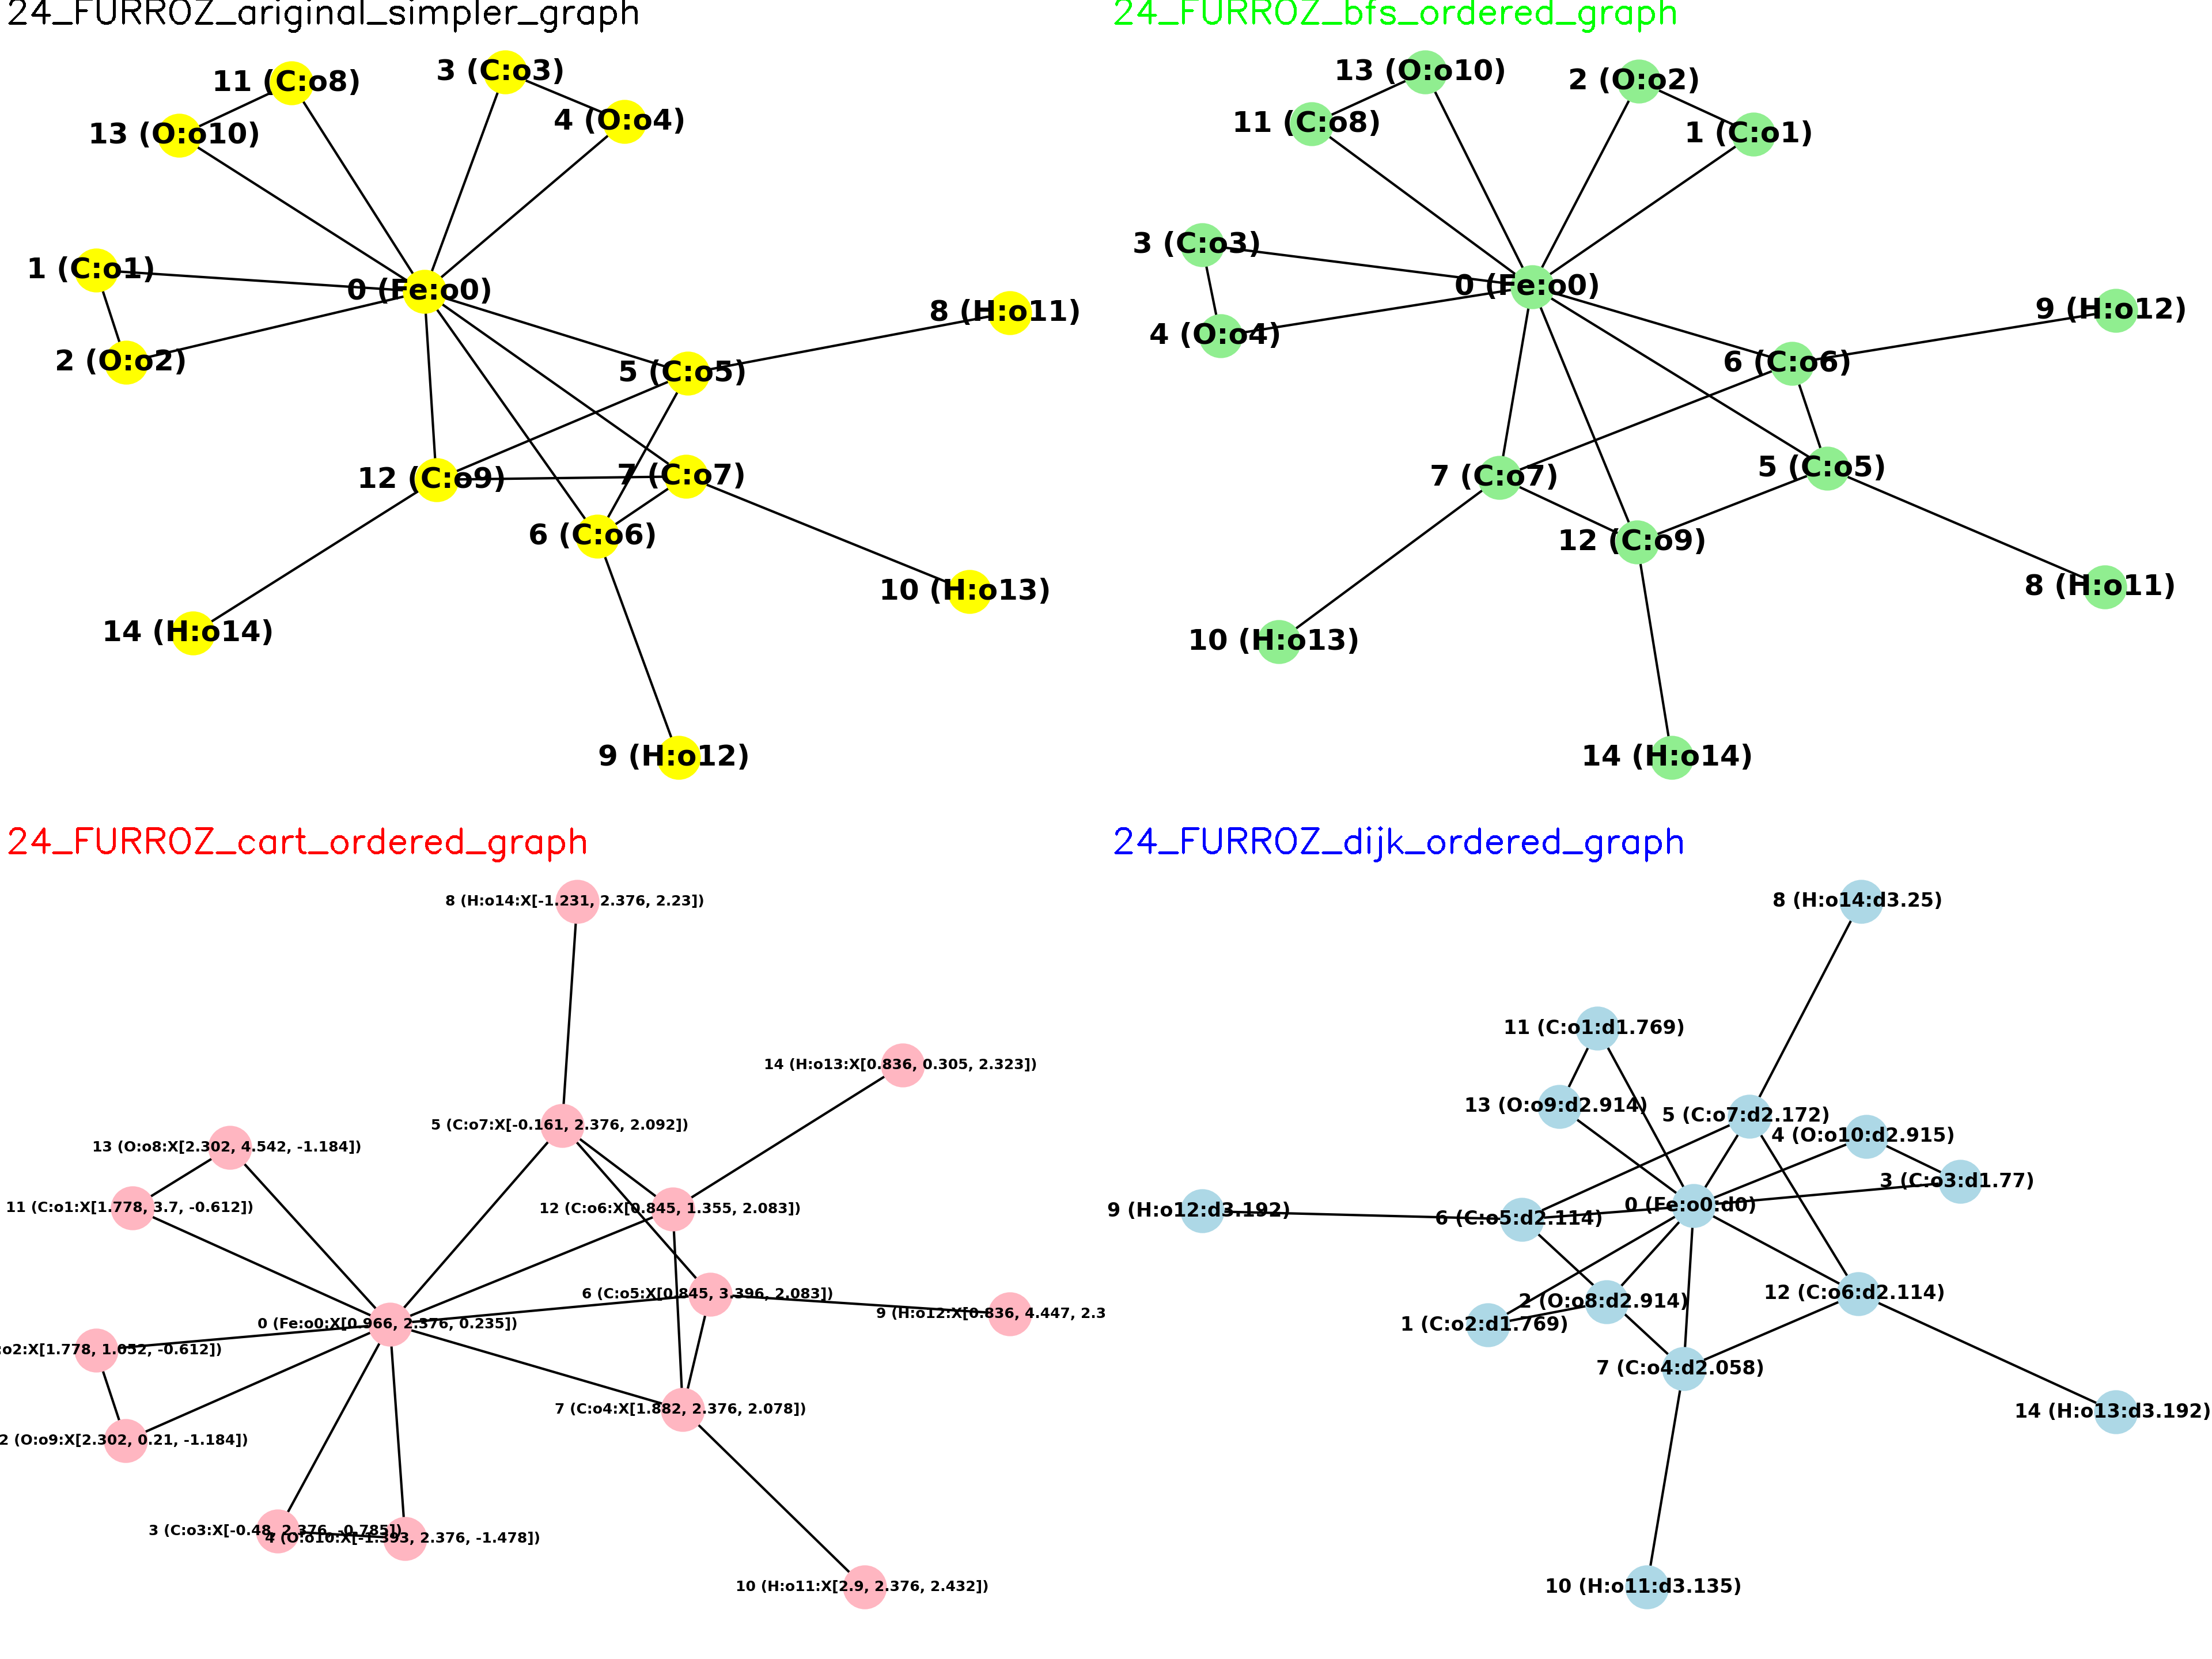 24_FURROZ_ariginal_simpler_graph
11 (C:o8)
3 (C:o3)
4 (O:o4)
13 (O:o10)
1 (C:o1)
0 (Fe:o0)
8 (H:o11)
2 (O:o2)
5 (C:o5)
12 (C:o9)
7 (C:o7)
6 (C:o6)
10 (H:o13)
14 (H:o14)
9 (H:o12)
24_FURROZ_bfs_ordered_graph
13 (O:o10)
2 (O:o2)
11 (C:o8)
1 (C:o1)
3 (C:o3)
0 (Fe:o0)
9 (H:o12)
4 (O:o4)
6 (C:o6)
7 (C:o7)
5 (C:o5)
12 (C:o9)
8 (H:o11)
10 (H:o13)
14 (H:o14)
24_FURROZ_cart_ordered_graph
8 (H:o14:X[-1.231, 2.376, 2.23])
14 (H:o13:X[0.836, 0.305, 2.323])
5 (C:o7:X[-0.161, 2.376, 2.092])
13 (O:o8:X[2.302, 4.542, -1.184])
11 (C:o1:X[1.778, 3.7, -0.612])
12 (C:o6:X[0.845, 1.355, 2.083])
6 (C:o5:X[0.845, 3.396, 2.083])
9 (H:o12:X[0.836, 4.447, 2.3
0 (Fe:o0:X[0.966, 2.376, 0.235])
:o2:X[1.778, 1.052, -0.612])
7 (C:o4:X[1.882, 2.376, 2.078])
2 (O:o9:X[2.302, 0.21, -1.184])
3 (C:o3:X[-0.48, 2.376, -0.785])
4 (O:o10:X[-1.393, 2.376, -1.478])
10 (H:o11:X[2.9, 2.376, 2.432])
24_FURROZ_dijk_ordered_graph
8 (H:o14:d3.25)
11 (C:o1:d1.769)
13 (O:o9:d2.914)
5 (C:o7:d2.172)
4 (O:o10:d2.915)
3 (C:o3:d1.77)
0 (Fe:o0:d0)
9 (H:o12:d3.192)
6 (C:o5:d2.114)
12 (C:o6:d2.114)
2 (O:o8:d2.914)
1 (C:o2:d1.769)
7 (C:o4:d2.058)
14 (H:o13:d3.192)
10 (H:o11:d3.135)